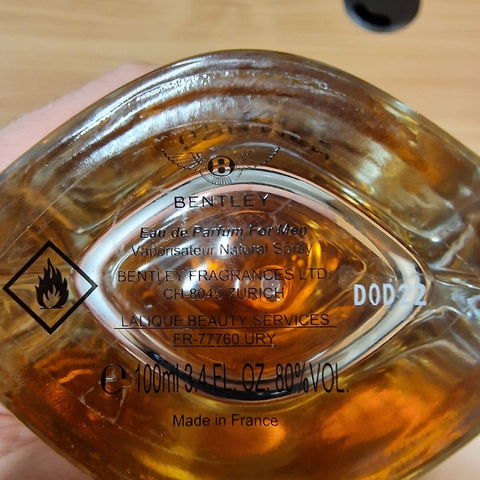 BENTLEY
Eau de Parfum For Men
Vaporisateur Natural Spray
BENTLEY FRAGRANCES LTD
CH-8045 ZURICH
DOD22
LALIQUE BEAUTY SERVICES
FR-77760 URY
100ml 3.4 FL. OZ. 80%VOL.
Made in France